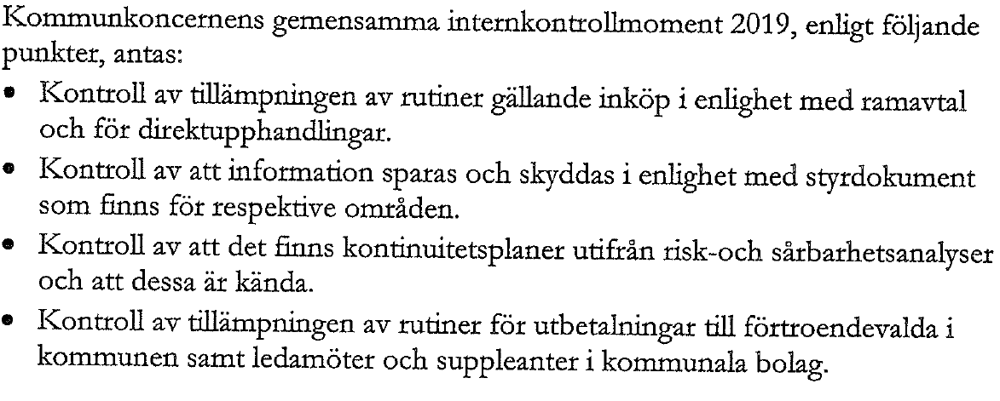 Kommunkoncernens gemensamma internkontrollmoment 2019, enligt följande
punkter, antas:
• Kontroll av tillämpningen av rutiner gällande inköp i enlighet med ramavtal
och för direktupphandlingar.
• Kontroll av att information sparas och skyddas i enlighet med styrdokument
som finns för respektive områden.
• Kontroll av att det finns kontinuitetsplaner utifrån risk-och sårbarhetsanalyser
och att dessa är kända.
• Kontroll av tillämpningen av rutiner för utbetalningar till förtroendevalda i
kommunen samt ledamöter och suppleanter i kommunala bolag.